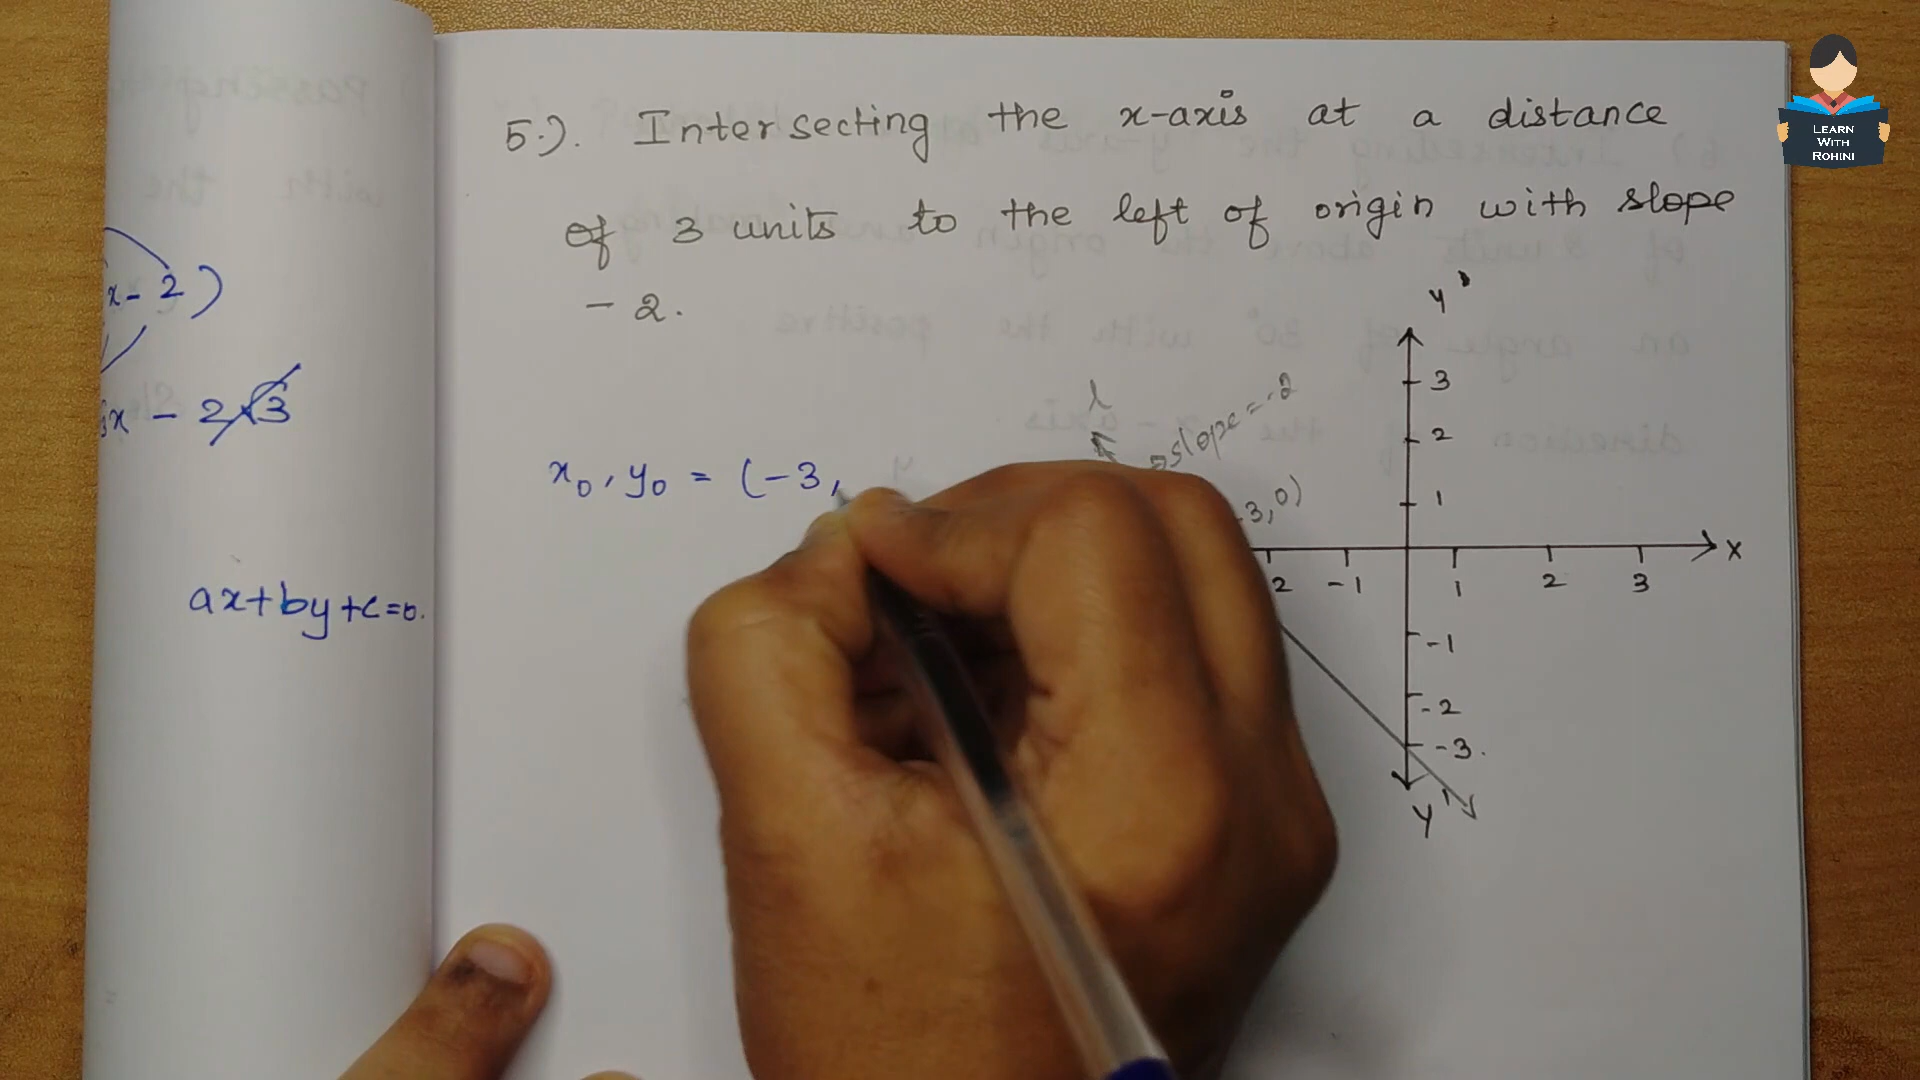 5.). Intersecting the x-axis at a distance
of 3 units to the left of origin with slope
- 2.
x₀, y₀ = (-3,
x- 2)
x - 2√3
ax+by+c=0.
y'
3
2
1
l
slope = -2
3,0)
x
2 -1 1 2 3
-1
-2
-3.
y'
LEARN
With
ROHINI